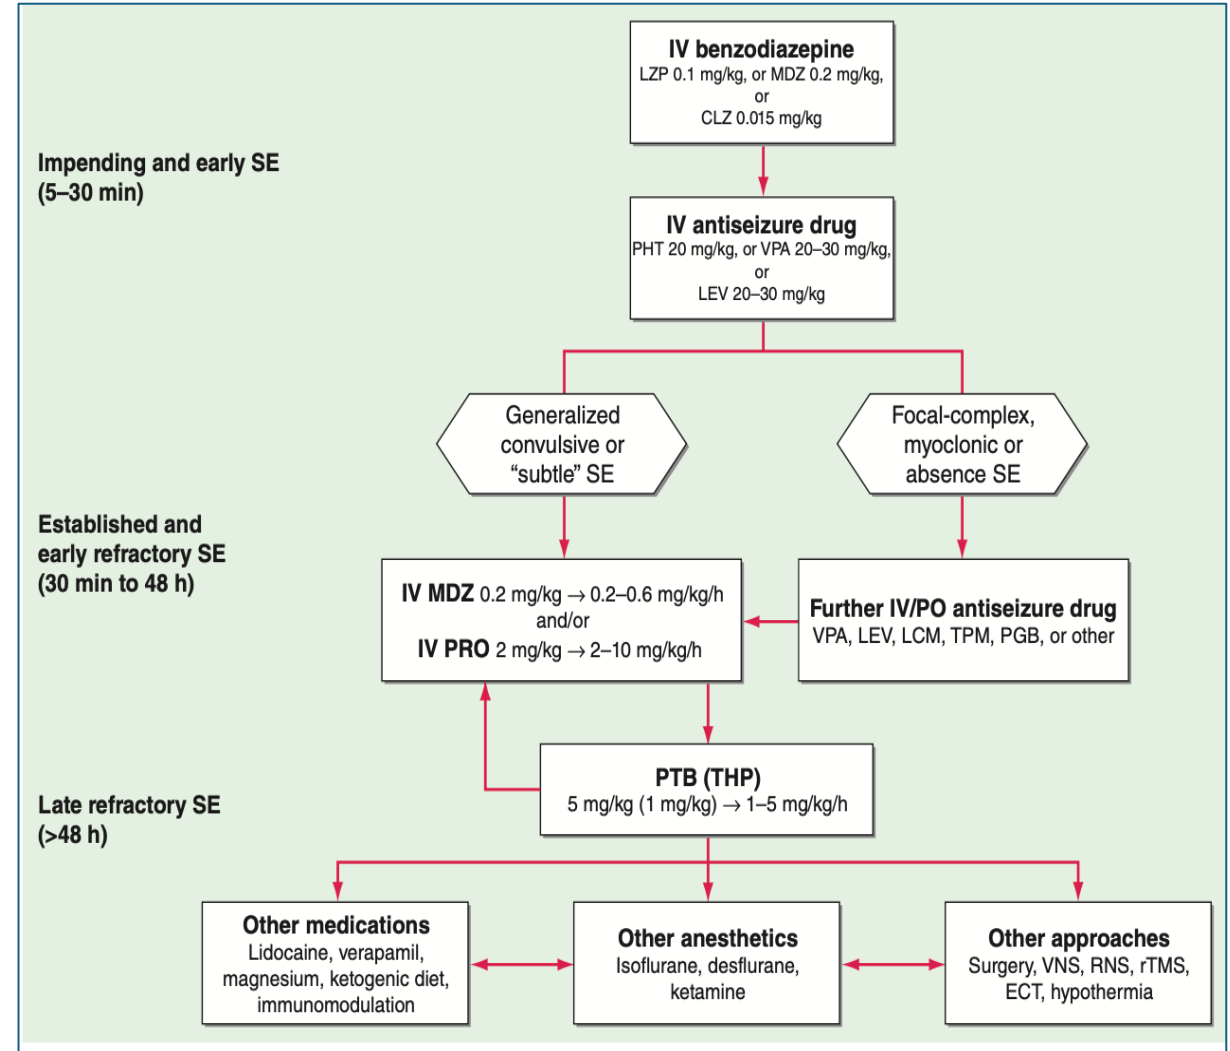 IV benzodiazepine
LZP 0.1 mg/kg, or MDZ 0.2 mg/kg,
or
CLZ 0.015 mg/kg
Impending and early SE
(5–30 min)
IV antiseizure drug
PHT 20 mg/kg, or VPA 20–30 mg/kg,
or
LEV 20–30 mg/kg
Generalized
convulsive or
“subtle” SE
Focal-complex,
myoclonic or
absence SE
Established and
early refractory SE
(30 min to 48 h)
IV MDZ 0.2 mg/kg → 0.2–0.6 mg/kg/h
and/or
IV PRO 2 mg/kg → 2–10 mg/kg/h
Further IV/PO antiseizure drug
VPA, LEV, LCM, TPM, PGB, or other
PTB (THP)
5 mg/kg (1 mg/kg) → 1–5 mg/kg/h
Late refractory SE
(>48 h)
Other medications
Lidocaine, verapamil,
magnesium, ketogenic diet,
immunomodulation
Other anesthetics
Isoflurane, desflurane,
ketamine
Other approaches
Surgery, VNS, RNS, rTMS,
ECT, hypothermia